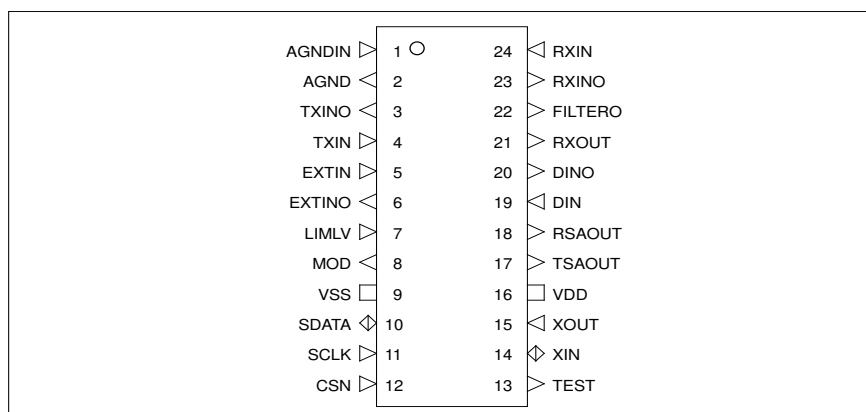 AGNDIN 1 24 RXIN
AGND 2 23 RXINO
TXINO 3 22 FILTERO
TXIN 4 21 RXOUT
EXTIN 5 20 DINO
EXTINO 6 19 DIN
LIMLV 7 18 RSAOUT
MOD 8 17 TSAOUT
VSS 9 16 VDD
SDATA 10 15 XOUT
SCLK 11 14 XIN
CSN 12 13 TEST